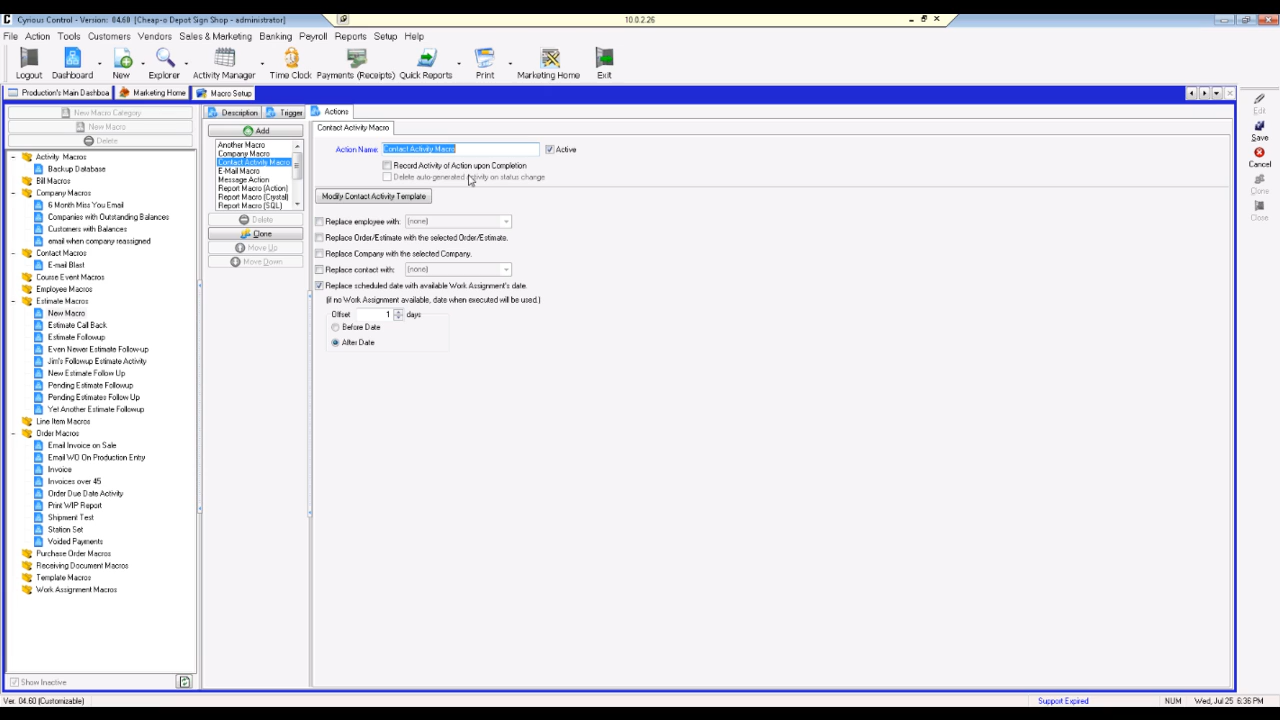 Cyrious Control - Version: 04.60 [Cheap-o Depot Sign Shop - administrator]
10.0.2.26
File Action Tools Customers Vendors Sales & Marketing Banking Payroll Reports Setup Help
Logout Dashboard New Explorer Activity Manager Time Clock Payments (Receipts) Quick Reports Print Marketing Home Exit
Production's Main Dashboa Marketing Home Macro Setup
New Macro Category
New Macro
Delete
Activity Macros
Backup Database
Bill Macros
Company Macros
6 Month Miss You Email
Companies with Outstanding Balances
Customers with Balances
email when company reassigned
Contact Macros
E-mail Blast
Course Event Macros
Employee Macros
Estimate Macros
New Macro
Estimate Call Back
Estimate Followup
Even Newer Estimate Follow-up
Jim's Followup Estimate Activity
New Estimate Follow Up
Pending Estimate Followup
Pending Estimates Follow Up
Yet Another Estimate Followup
Line Item Macros
Order Macros
Email Invoice on Sale
Email WO On Production Entry
Invoice
Invoices over 45
Order Due Date Activity
Print WIP Report
Shipment Test
Station Set
Voided Payments
Purchase Order Macros
Receiving Document Macros
Template Macros
Work Assignment Macros
Show Inactive
Description Trigger Actions
Add
Another Macro
Company Macro
Contact Activity Macro
E-Mail Macro
Message Action
Report Macro (Action)
Report Macro (Crystal)
Report Macro (SQL)
Delete
Clone
Move Up
Move Down
Contact Activity Macro
Action Name: Contact Activity Macro Active
Record Activity of Action upon Completion
Delete auto-generated activity on status change
Modify Contact Activity Template
Replace employee with: (none)
Replace Order/Estimate with the selected Order/Estimate.
Replace Company with the selected Company.
Replace contact with: (none)
Replace scheduled date with available Work Assignment's date.
(if no Work Assignment available, date when executed will be used.)
Offset 1 days
Before Date
After Date
Edit
Save
Cancel
Clone
Close
Ver. 04.60 (Customizable) Support Expired NUM Wed, Jul 25 6:36 PM